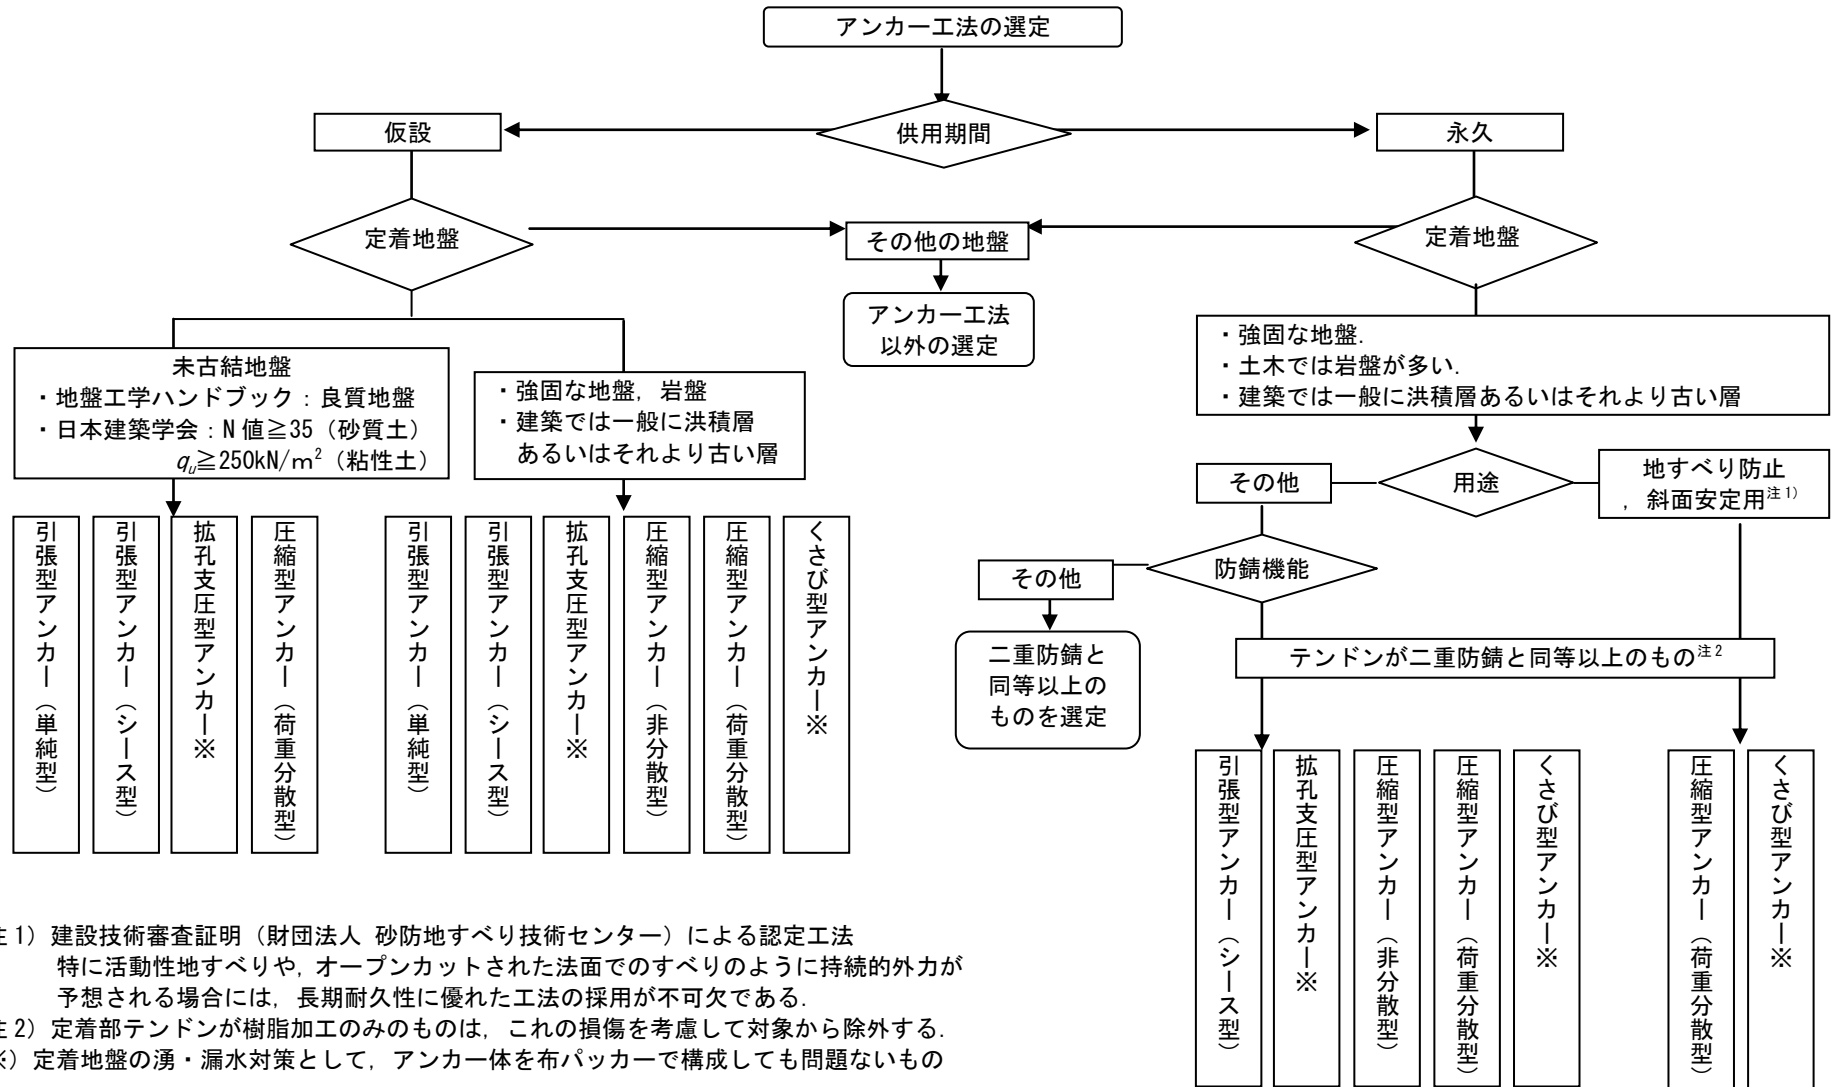 アンカー工法の選定
供用期間
仮設
永久
定着地盤
その他の地盤
定着地盤
アンカー工法
以外の選定
未古結地盤
・地盤工学ハンドブック：良質地盤
・日本建築学会：N 値≧35（砂質土）
qu≧250kN/m2（粘性土）
・強固な地盤，岩盤
・建築では一般に洪積層
あるいはそれより古い層
・強固な地盤.
・土木では岩盤が多い.
・建築では一般に洪積層あるいはそれより古い層
用途
その他
地すべり防止
，斜面安定用注 1)
防錆機能
その他
二重防錆と
同等以上の
ものを選定
テンドンが二重防錆と同等以上のもの注 2
引張型アンカー（単純型）
引張型アンカー（シース型）
拡孔支圧型アンカー※
圧縮型アンカー（荷重分散型）
引張型アンカー（単純型）
引張型アンカー（シース型）
拡孔支圧型アンカー※
圧縮型アンカー（非分散型）
圧縮型アンカー（荷重分散型）
くさび型アンカー※
引張型アンカー（シース型）
拡孔支圧型アンカー※
圧縮型アンカー（非分散型）
圧縮型アンカー（荷重分散型）
くさび型アンカー※
圧縮型アンカー（荷重分散型）
くさび型アンカー※
注 1）建設技術審査証明（財団法人 砂防地すべり技術センター）による認定工法
特に活動性地すべりや，オープンカットされた法面でのすべりのように持続的外力が
予想される場合には，長期耐久性に優れた工法の採用が不可欠である.
注 2）定着部テンドンが樹脂加工のみのものは，これの損傷を考慮して対象から除外する.
※）定着地盤の湧・漏水対策として，アンカー体を布パッカーで構成しても問題ないもの